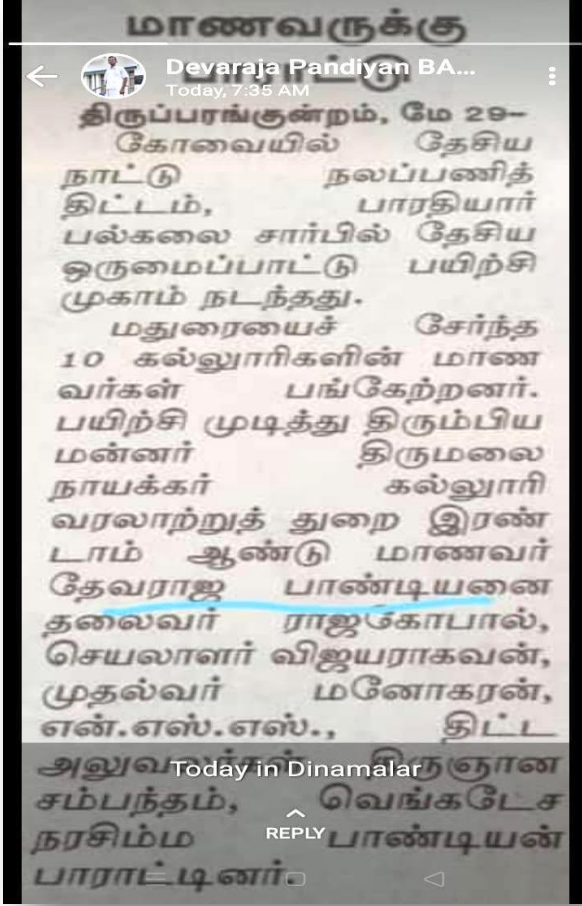 மாணவருக்கு
Devaraja Pandiyan BA...
Today, 7:35 AM
திருப்பரங்குன்றம், மே 29–
கோவையில் தேசிய
நாட்டு நலப்பணித்
திட்டம், பாரதியார்
பல்கலை சார்பில் தேசிய
ஒருமைப்பாட்டு பயிற்சி
முகாம் நடந்தது.
மதுரையைச் சேர்ந்த
10 கல்லுாரிகளின் மாண
வர்கள் பங்கேற்றனர்.
பயிற்சி முடித்து திரும்பிய
மன்னர் திருமலை
நாயக்கர் கல்லுாரி
வரலாற்றுத் துறை இரண்
டாம் ஆண்டு மாணவர்
தேவராஜ பாண்டியனை
தலைவர் ராஜகோபால்,
செயலாளர் விஜயராகவன்,
முதல்வர் மனோகரன்,
என்.எஸ்.எஸ்., திட்ட
Today in Dinamalar
சம்பந்தம், வெங்கடேச
REPLY
நரசிம்ம பாண்டியன்
பாராட்டினர்.